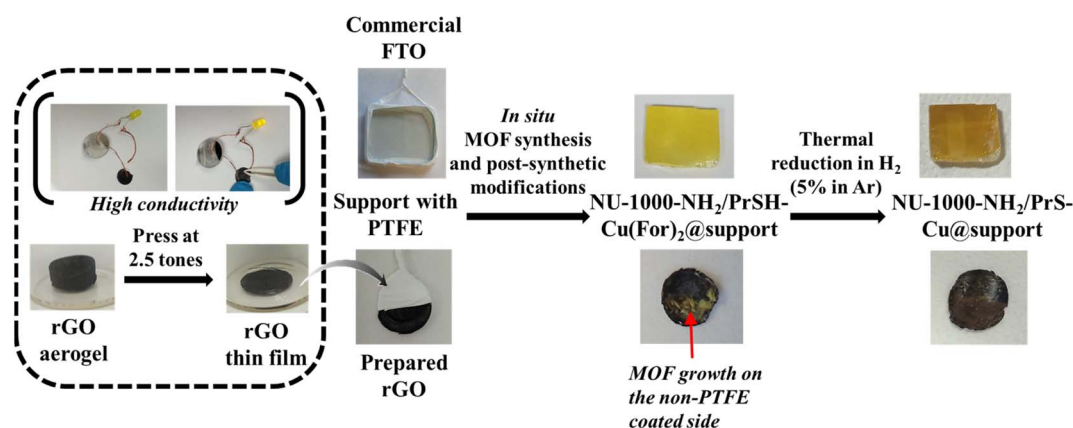 High conductivity
Press at
2.5 tones
rGO
aerogel
rGO
thin film
Commercial
FTO
Support with
PTFE
Prepared
rGO
In situ
MOF synthesis
and post-synthetic
modifications
NU-1000-NH₂/PrSH-
Cu(For)₂@support
MOF growth on
the non-PTFE
coated side
Thermal
reduction in H₂
(5% in Ar)
NU-1000-NH₂/PrS-
Cu@support